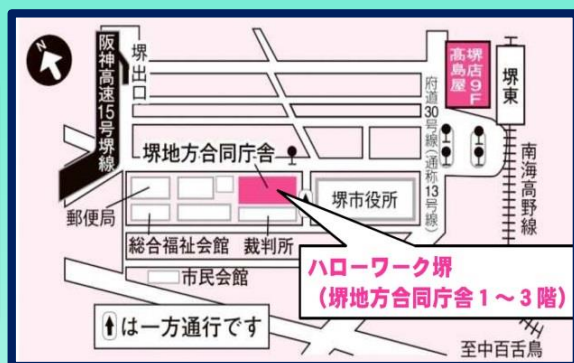 N
阪神高速15号堺線
堺出口
府道30号線(通称13号線)
髙島屋
堺店9F
堺東
南海高野線
堺地方合同庁舎
堺市役所
郵便局
総合福祉会館
裁判所
市民会館
ハローワーク堺
(堺地方合同庁舎1~3階)
は一方通行です
至中百舌鳥